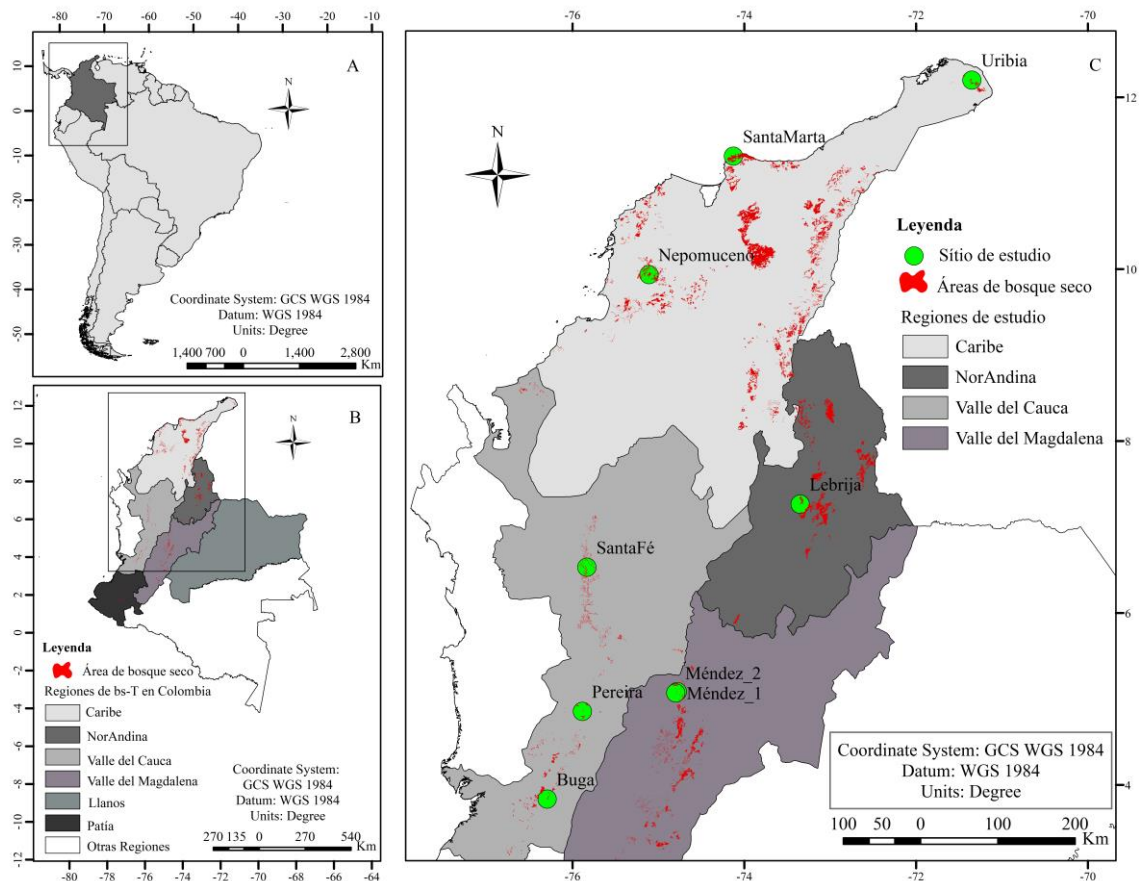 -80 -70 -60 -50 -40 -30
10
0
-10
-20
-30
-40
-50
A
N
Coordinate System: GCS WGS 1984
Datum: WGS 1984
Units: Degree
1,400 700 0 1,400 2,800
Km
B
N
12
10
8
6
4
2
0
-2
-4
-6
-8
-10
-12
Leyenda
Área de bosque seco
Regiones de bs-T en Colombia
Caribe
NorAndina
Valle del Cauca
Valle del Magdalena
Llanos
Patía
Otras Regiones
Coordinate System:
GCS WGS 1984
Datum: WGS 1984
Units: Degree
270 135 0 270 540
Km
-80 -78 -76 -74 -72 -70 -68 -66 -64
-76 -74 -72 -70
C
N
Uribia
SantaMarta
Nepomuceno
Lebrija
SantaFé
Méndez_2
Méndez_1
Pereira
Buga
12
10
8
6
4
Leyenda
Sítio de estudio
Áreas de bosque seco
Regiones de estudio
Caribe
NorAndina
Valle del Cauca
Valle del Magdalena
Coordinate System: GCS WGS 1984
Datum: WGS 1984
Units: Degree
100 50 0 100 200
Km
-76 -74 -72 -70